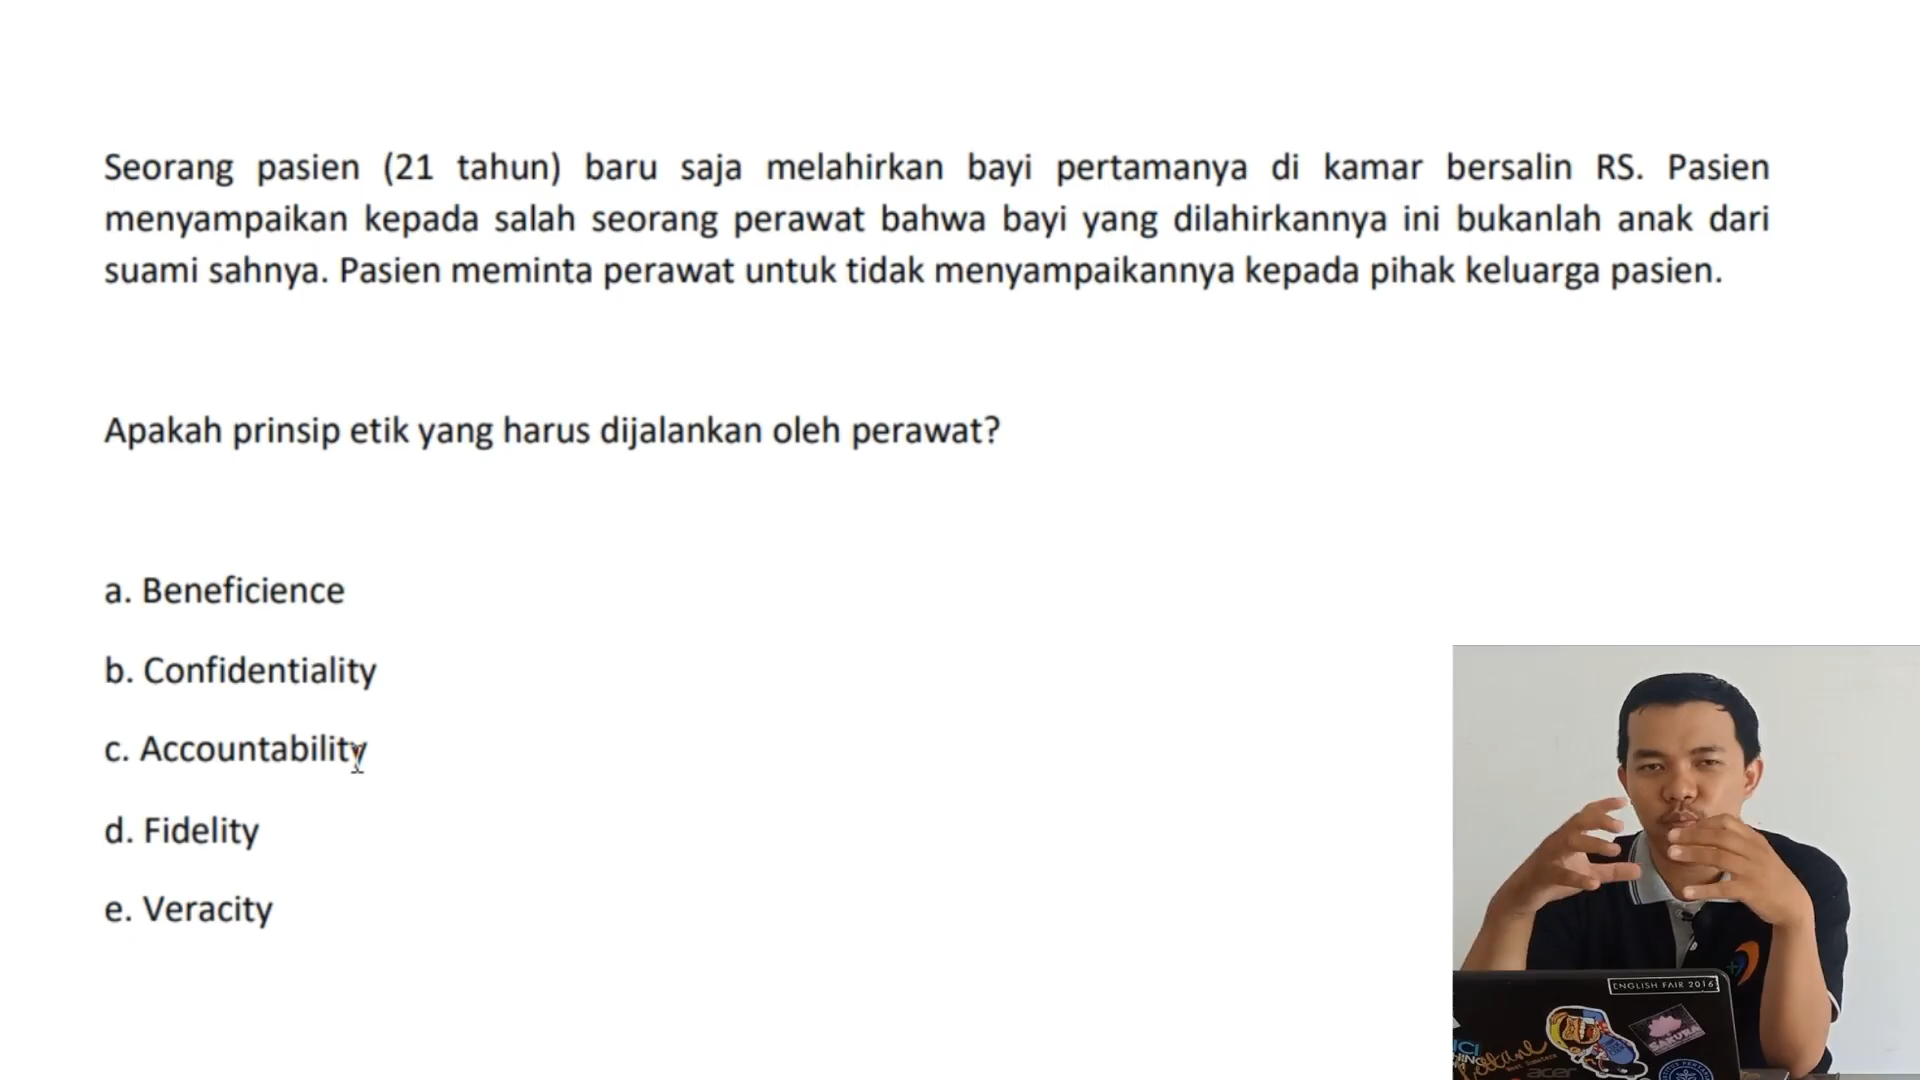 Seorang pasien (21 tahun) baru saja melahirkan bayi pertamanya di kamar bersalin RS. Pasien
menyampaikan kepada salah seorang perawat bahwa bayi yang dilahirkannya ini bukanlah anak dari
suami sahnya. Pasien meminta perawat untuk tidak menyampaikannya kepada pihak keluarga pasien.
Apakah prinsip etik yang harus dijalankan oleh perawat?
a. Beneficience
b. Confidentiality
c. Accountability
d. Fidelity
e. Veracity
ENGLISH FAIR 2016
SAKURA
acer